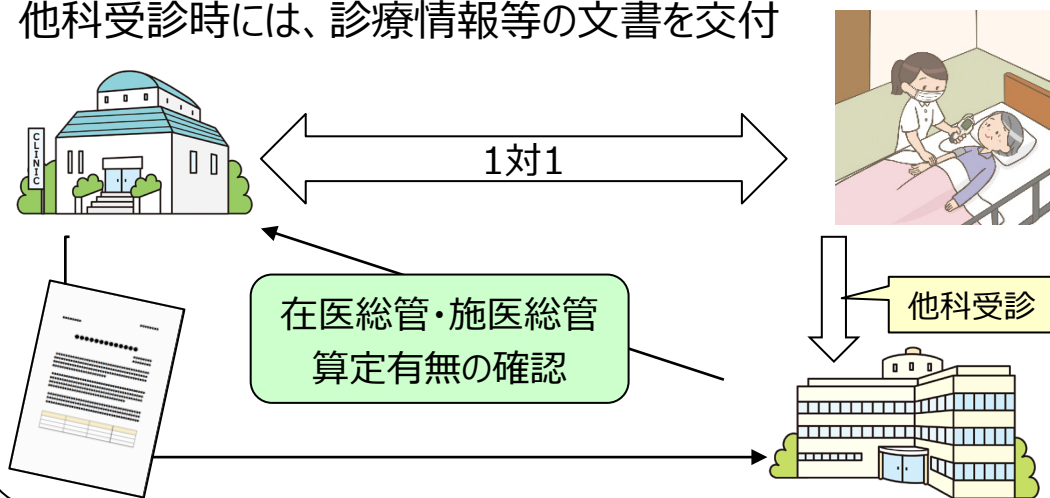 他科受診時には、診療情報等の文書を交付
CLINIC
1対1
在医総管・施医総管
算定有無の確認
他科受診